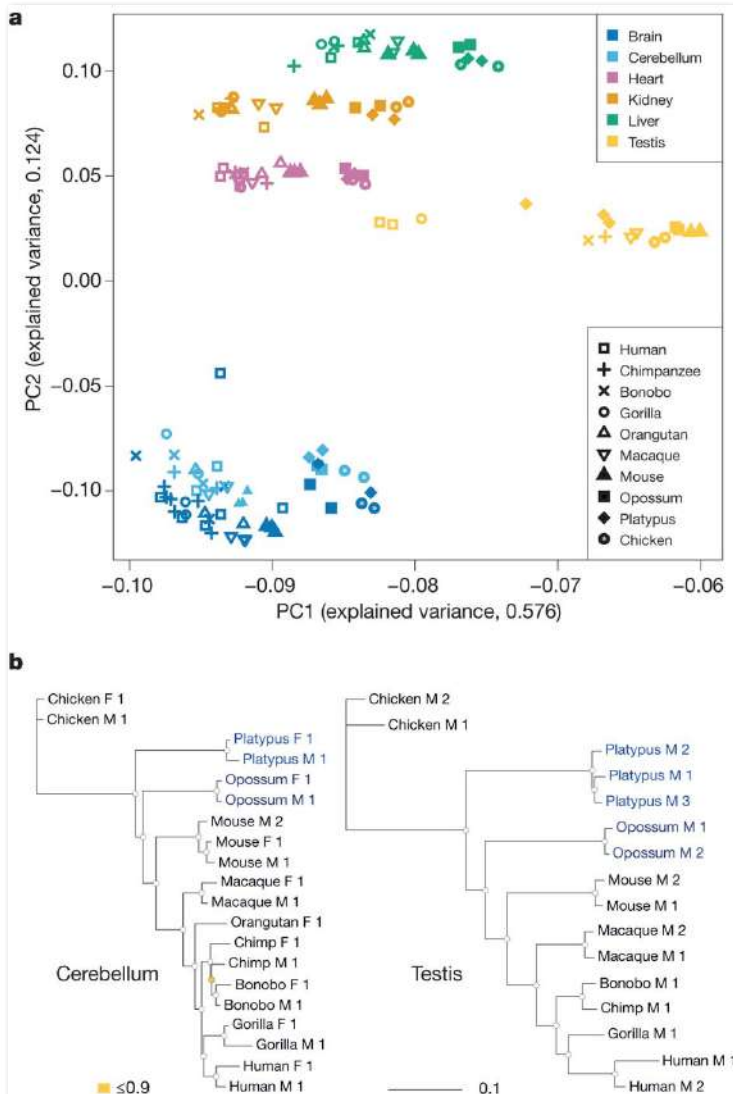 a
0.10
0.05
0.00
−0.05
−0.10
PC2 (explained variance, 0.124)
Brain
Cerebellum
Heart
Kidney
Liver
Testis
Human
Chimpanzee
Bonobo
Gorilla
Orangutan
Macaque
Mouse
Opossum
Platypus
Chicken
−0.10
−0.09
−0.08
−0.07
−0.06
PC1 (explained variance, 0.576)
b
Chicken F 1
Chicken M 1
Platypus F 1
Platypus M 1
Opossum F 1
Opossum M 1
Mouse M 2
Mouse F 1
Mouse M 1
Macaque F 1
Macaque M 1
Orangutan F 1
Chimp F 1
Chimp M 1
Bonobo F 1
Bonobo M 1
Gorilla F 1
Gorilla M 1
Human F 1
Human M 1
Cerebellum
≤0.9
Chicken M 2
Chicken M 1
Platypus M 2
Platypus M 1
Platypus M 3
Opossum M 1
Opossum M 2
Mouse M 2
Mouse M 1
Macaque M 2
Macaque M 1
Bonobo M 1
Chimp M 1
Gorilla M 1
Human M 1
Human M 2
Testis
0.1